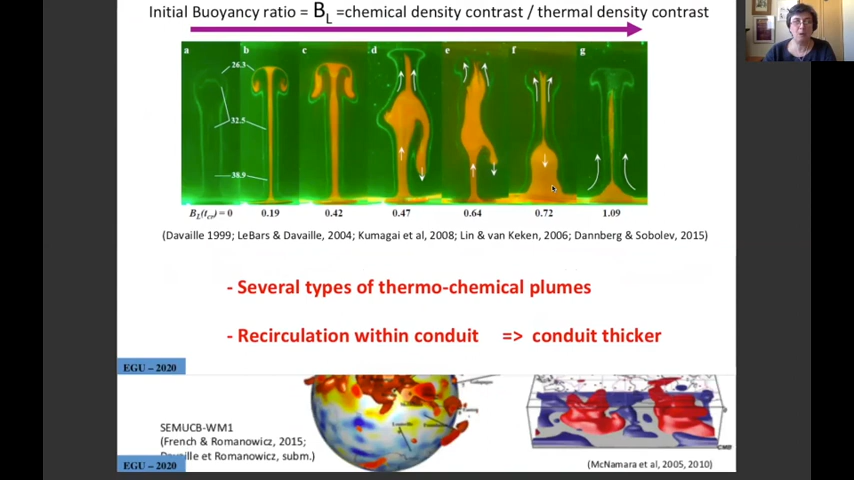 Initial Buoyancy ratio = BL =chemical density contrast / thermal density contrast
a b c d e f g
26.3
32.5
38.9
BL(tcr) = 0 0.19 0.42 0.47 0.64 0.72 1.09
(Davaille 1999; LeBars & Davaille, 2004; Kumagai et al, 2008; Lin & van Keken, 2006; Dannberg & Sobolev, 2015)
- Several types of thermo-chemical plumes
- Recirculation within conduit => conduit thicker
EGU – 2020
SEMUCB-WM1
(French & Romanowicz, 2015;
Davaille et Romanowicz, subm.)
EGU – 2020
(McNamara et al, 2005, 2010)